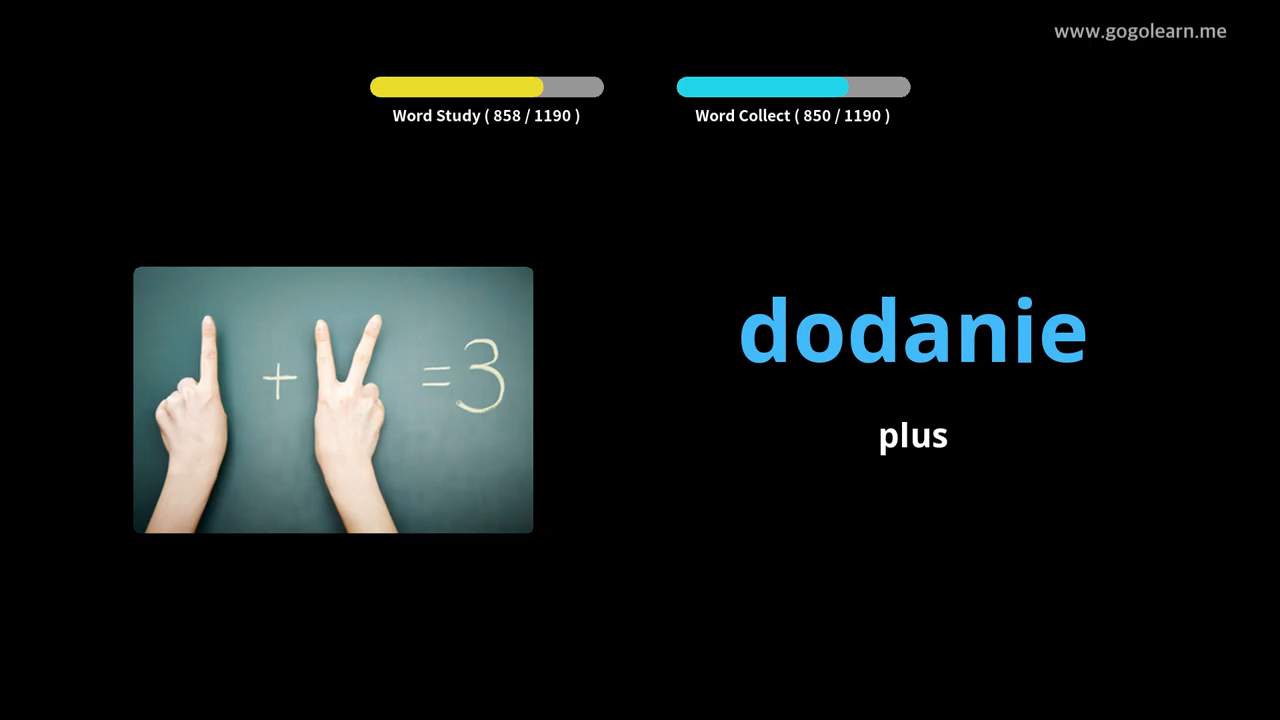 www.gogolearn.me
Word Study ( 858 / 1190 )
Word Collect ( 850 / 1190 )
+ = 3
dodanie
plus